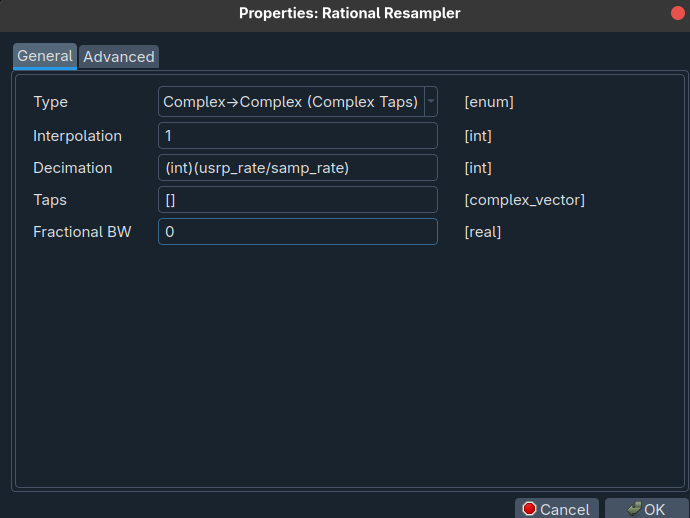 Properties: Rational Resampler
General Advanced
Type Complex→Complex (Complex Taps) [enum]
Interpolation 1 [int]
Decimation (int)(usrp_rate/samp_rate) [int]
Taps [] [complex_vector]
Fractional BW 0 [real]
Cancel OK